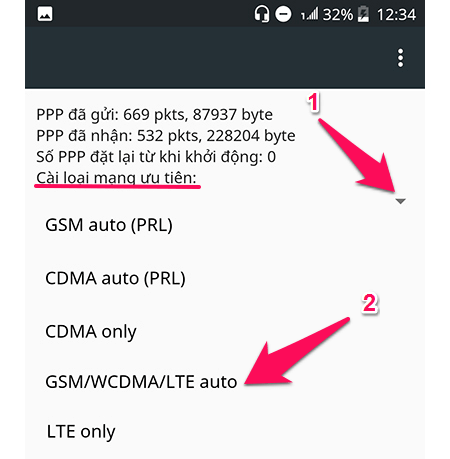 32% 12:34
1
PPP đã gửi: 669 pkts, 87937 byte
PPP đã nhận: 532 pkts, 228204 byte
Số PPP đặt lại từ khi khởi động: 0
Cài loại mạng ưu tiên:
GSM auto (PRL)
CDMA auto (PRL)
2
CDMA only
GSM/WCDMA/LTE auto
LTE only